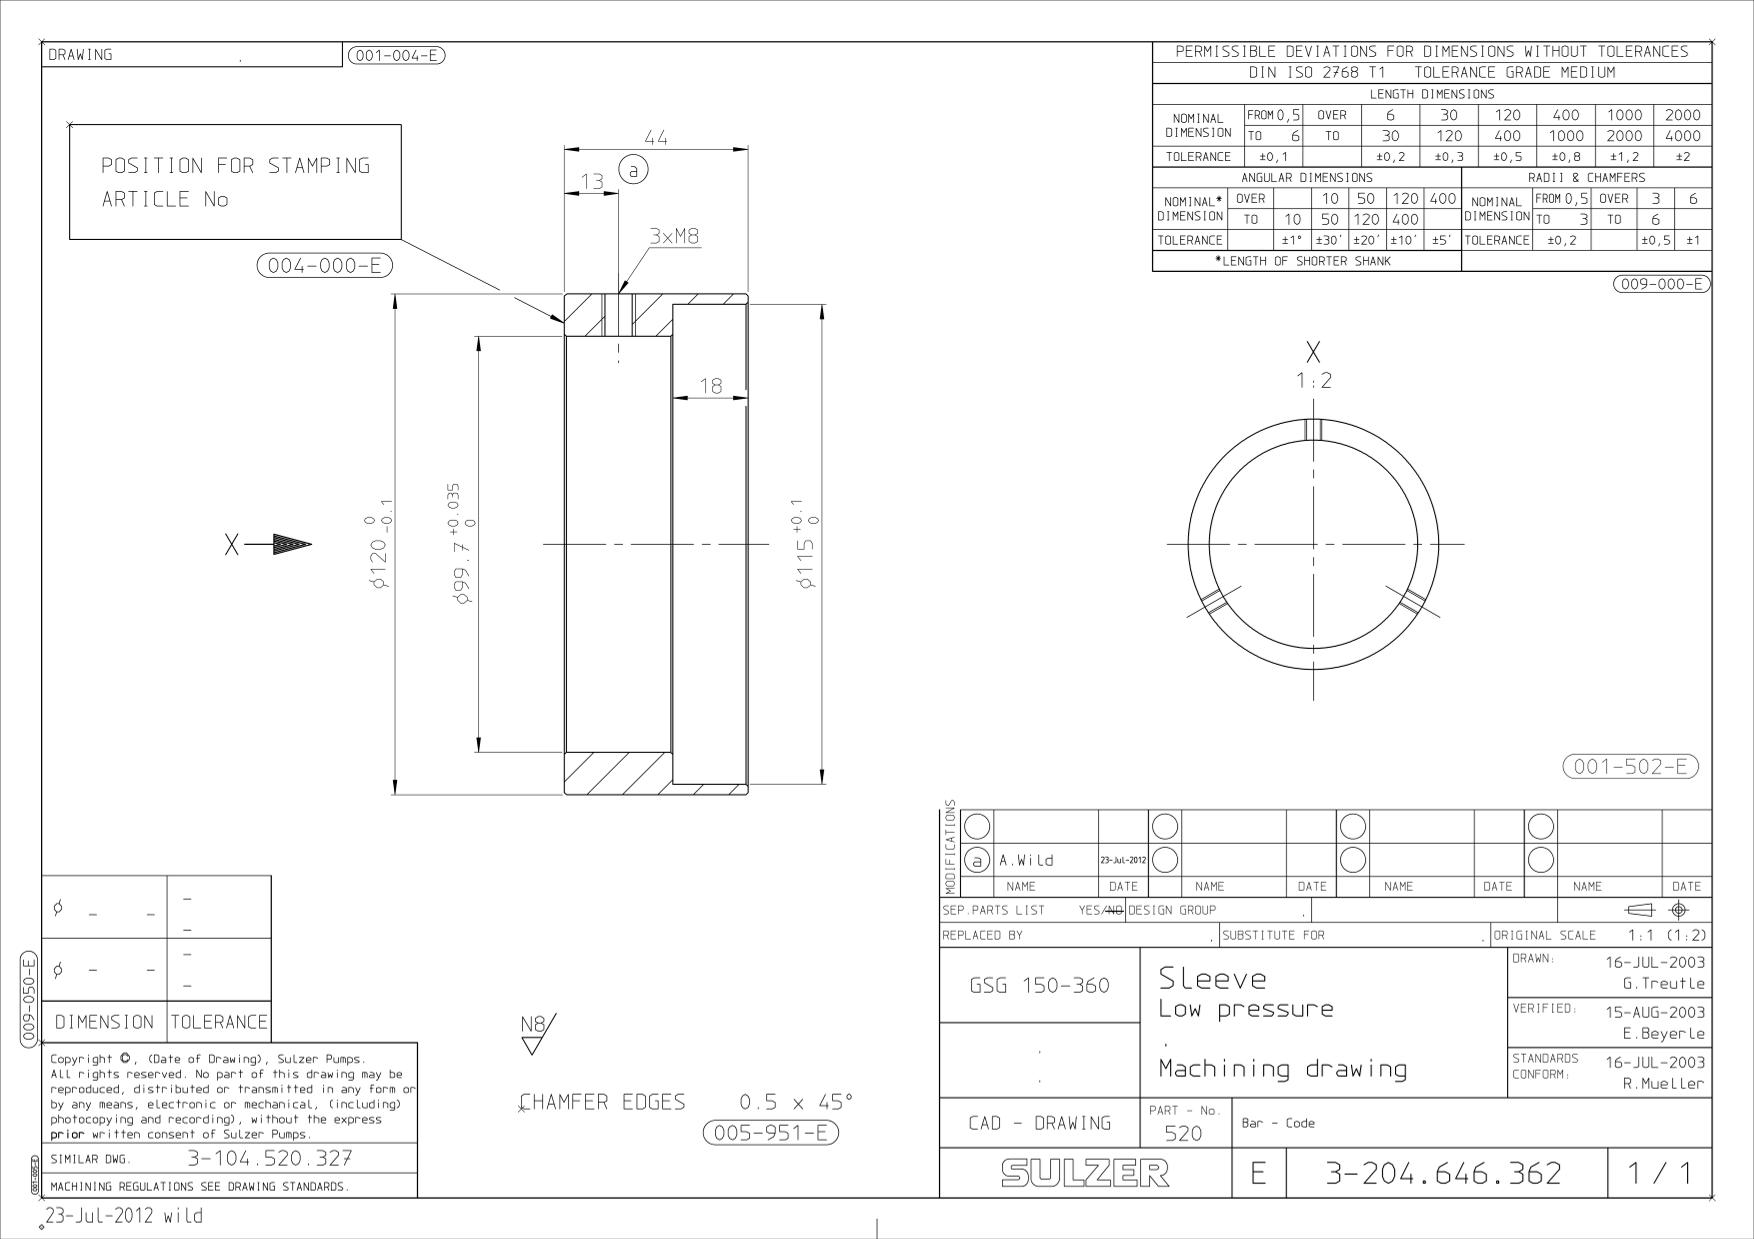 DRAWING .
001-004-E
POSITION FOR STAMPING
ARTICLE No
004-000-E
44
13
a
3xM8
18
X
⌀120 0 -0.1
⌀99.7 +0.035 0
⌀115 +0.1 0
PERMISSIBLE DEVIATIONS FOR DIMENSIONS WITHOUT TOLERANCES
DIN ISO 2768 T1 TOLERANCE GRADE MEDIUM
LENGTH DIMENSIONS
NOMINAL DIMENSION FROM 0,5 OVER 6 30 120 400 1000 2000
TO 6 TO 30 120 400 1000 2000 4000
TOLERANCE ±0,1 ±0,2 ±0,3 ±0,5 ±0,8 ±1,2 ±2
ANGULAR DIMENSIONS RADII & CHAMFERS
NOMINAL* DIMENSION OVER 10 50 120 400 NOMINAL DIMENSION FROM 0,5 OVER 3 6
TO 10 50 120 400 TO 3 TO 6
TOLERANCE ±1° ±30′ ±20′ ±10′ ±5′ TOLERANCE ±0,2 ±0,5 ±1
*LENGTH OF SHORTER SHANK
009-000-E
X
1:2
001-502-E
MODIFICATIONS
a A.Wild 23-Jul-2012
NAME DATE NAME DATE NAME DATE NAME DATE
SEP.PARTS LIST YES/NO DESIGN GROUP .
REPLACED BY . SUBSTITUTE FOR . ORIGINAL SCALE 1:1 (1:2)
GSG 150-360
Sleeve
Low pressure
.
Machining drawing
DRAWN: 16-JUL-2003
G.Treutle
VERIFIED: 15-AUG-2003
E.Beyerle
STANDARDS CONFORM: 16-JUL-2003
R.Mueller
CAD - DRAWING
PART - No.
520
Bar - Code
SULZER E 3-204.646.362 1 / 1
⌀ - - -
-
⌀ - - -
-
DIMENSION TOLERANCE
009-050-E
Copyright ©, (Date of Drawing), Sulzer Pumps.
All rights reserved. No part of this drawing may be
reproduced, distributed or transmitted in any form or
by any means, electronic or mechanical, (including)
photocopying and recording), without the express
prior written consent of Sulzer Pumps.
SIMILAR DWG. 3-104.520.327
MACHINING REGULATIONS SEE DRAWING STANDARDS.
N8
CHAMFER EDGES 0.5 x 45°
005-951-E
23-Jul-2012 wild